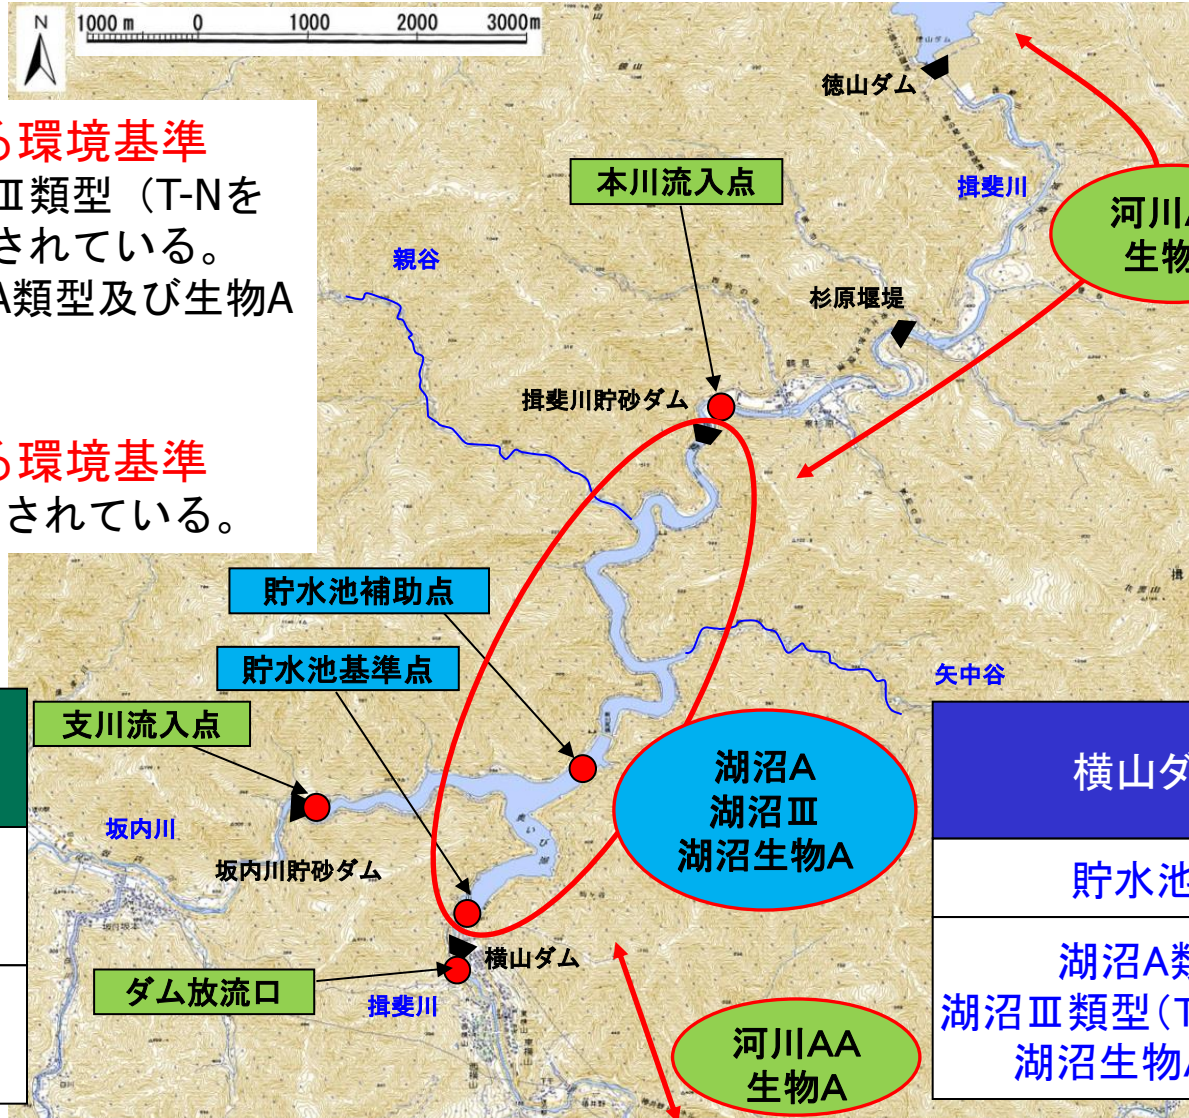 N
1000 m 0 1000 2000 3000m
る環境基準
Ⅲ類型（T-Nを
されている。
A類型及び生物A
る環境基準
されている。
徳山ダム
本川流入点
揖斐川
河川A
生物
親谷
杉原堰堤
揖斐川貯砂ダム
貯水池補助点
貯水池基準点
矢中谷
支川流入点
湖沼A
湖沼Ⅲ
湖沼生物A
横山ダ
坂内川
坂内川貯砂ダム
奥いび湖
貯水池
横山ダム
湖沼A類
湖沼Ⅲ類型(T
湖沼生物A
ダム放流口
揖斐川
河川AA
生物A